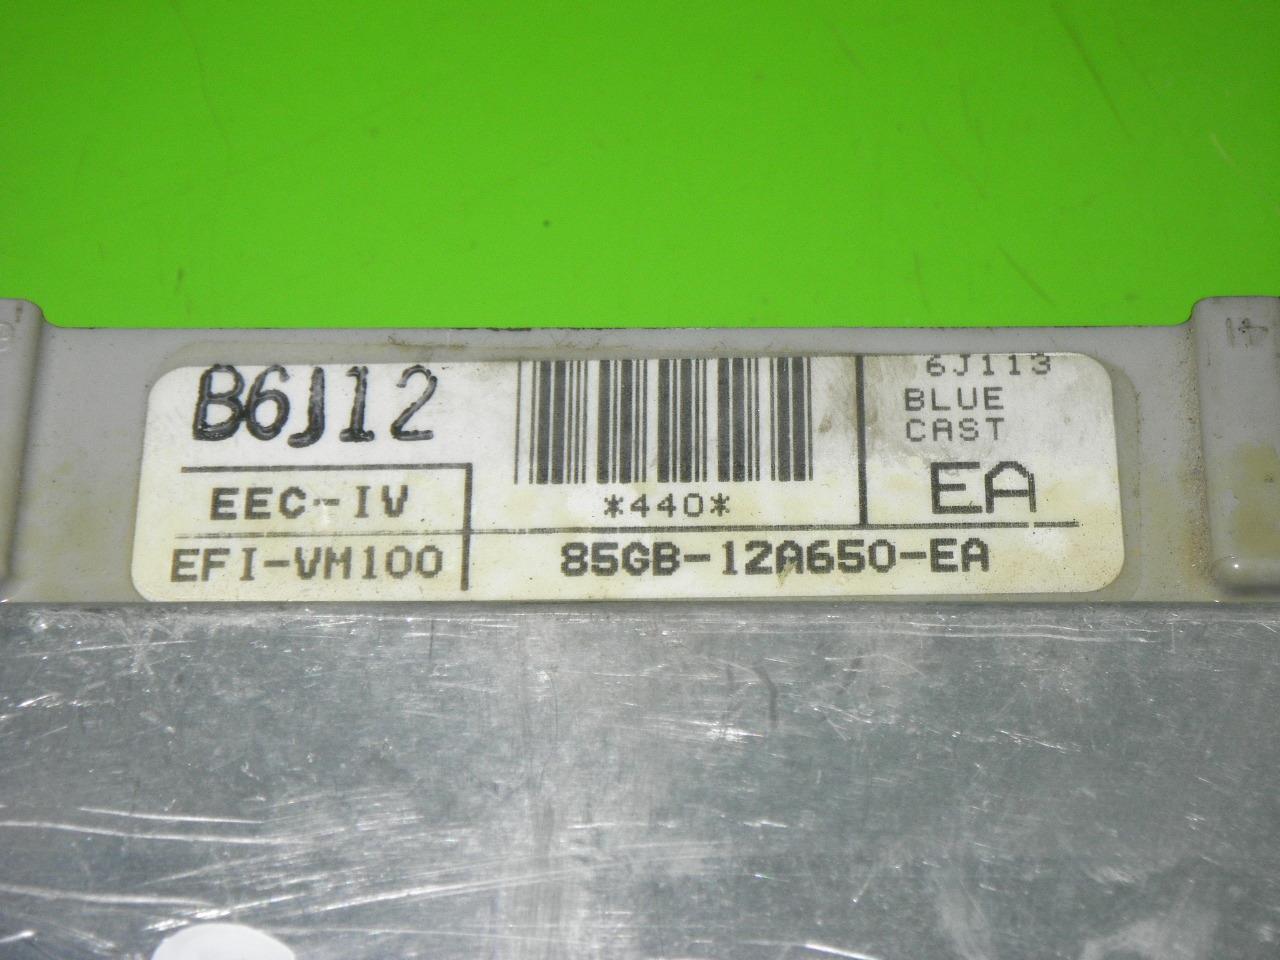 B6J12
EEC-IV
EFI-VM100
*440*
85GB-12A650-EA
6J113
BLUE
CAST
EA